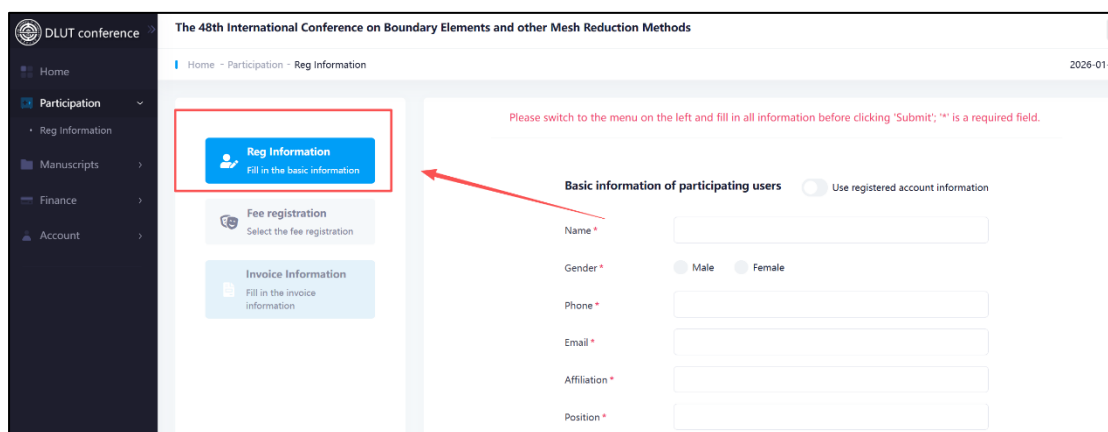 DLUT conference
Home
Participation
Reg Information
Manuscripts
Finance
Account
The 48th International Conference on Boundary Elements and other Mesh Reduction Methods
Home - Participation - Reg Information
2026-01-
Reg Information
Fill in the basic information
Fee registration
Select the fee registration
Invoice Information
Fill in the invoice
information
Please switch to the menu on the left and fill in all information before clicking 'Submit'; '*' is a required field.
Basic information of participating users
Use registered account information
Name *
Gender * Male Female
Phone *
Email *
Affiliation *
Position *